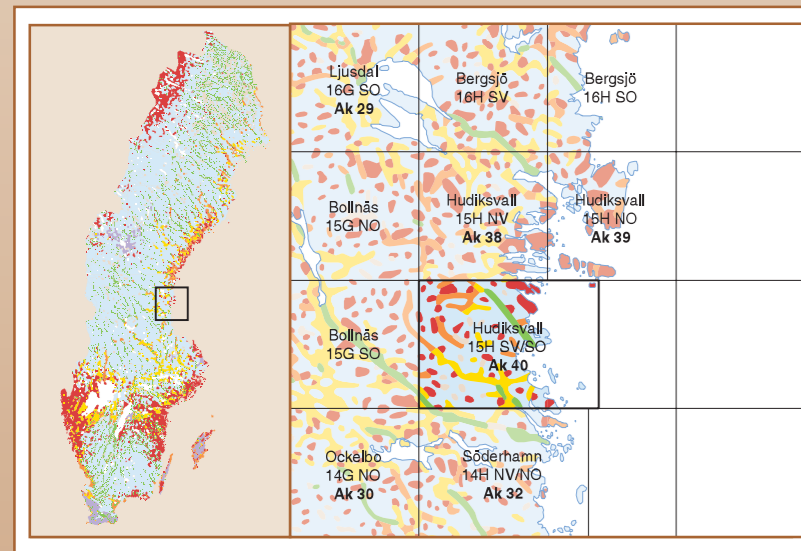 Ljusdal
16G SO
Ak 29
Bergsjö
16H SV
Bergsjö
16H SO
Bollnäs
15G NO
Hudiksvall
15H NV
Ak 38
Hudiksvall
15H NO
Ak 39
Bollnäs
15G SO
Hudiksvall
15H SV/SO
Ak 40
Ockelbo
14G NO
Ak 30
Söderhamn
14H NV/NO
Ak 32